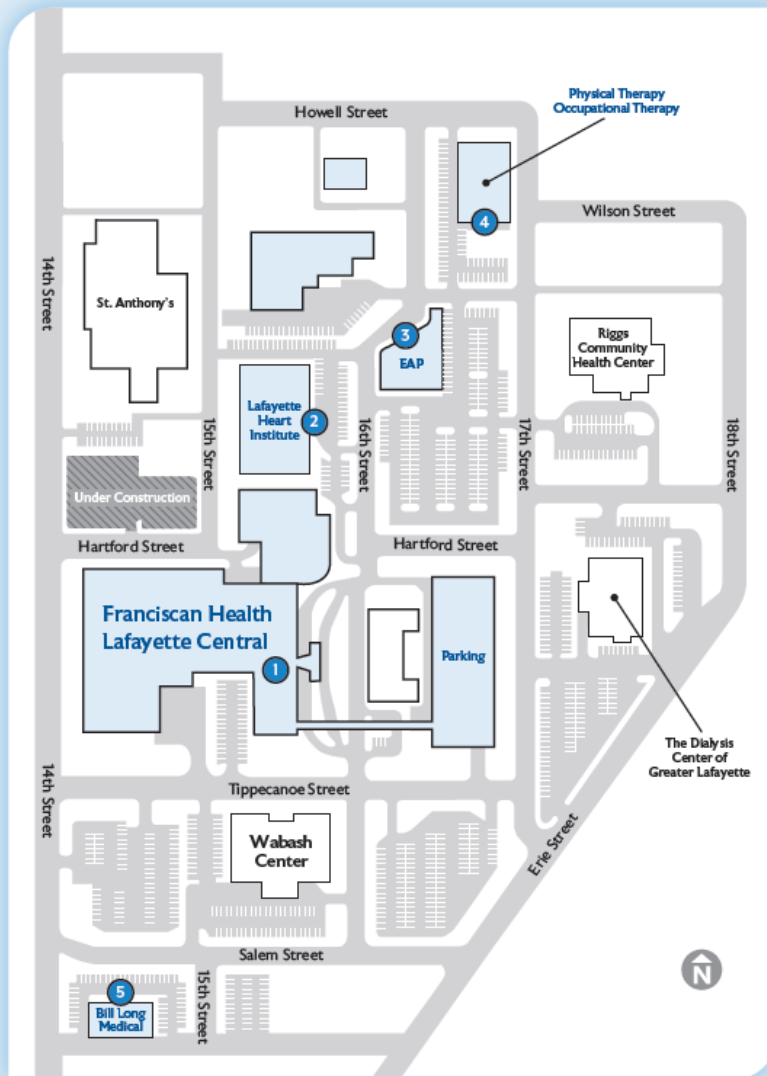 Physical Therapy
Occupational Therapy
Howell Street
4
Wilson Street
St. Anthony's
14th Street
3
EAP
Riggs
Community
Health Center
Lafayette
Heart
Institute
2
15th Street
16th Street
17th Street
18th Street
Under Construction
Hartford Street
Hartford Street
Franciscan Health
Lafayette Central
1
Parking
The Dialysis
Center of
Greater Lafayette
14th Street
Tippecanoe Street
Wabash
Center
Erie Street
Salem Street
N
15th Street
5
Bill Long
Medical